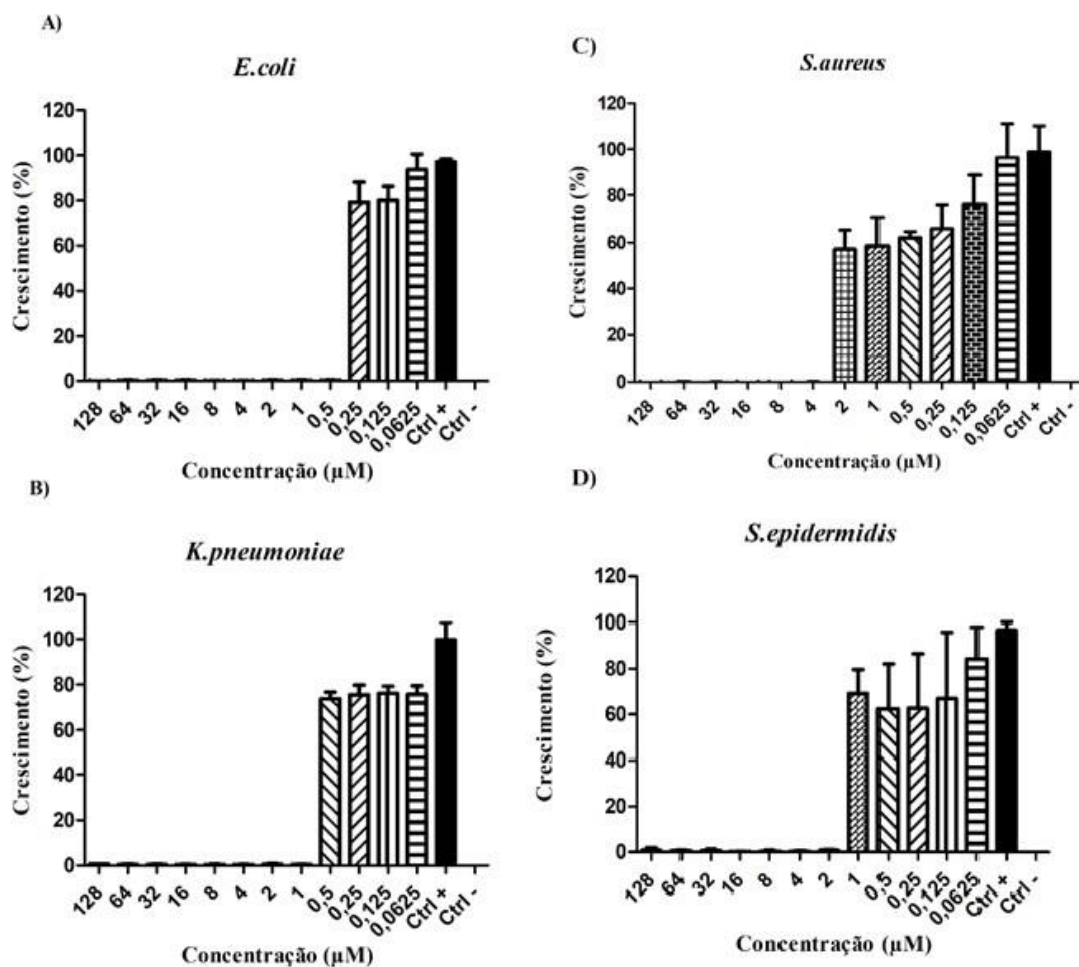 A)
E.coli
120
100
80
60
40
20
0
Crescimento (%)
128 64 32 16 8 4 2 1 0,5 0,25 0,125 0,0625 Ctrl + Ctrl -
Concentração (µM)
C)
S.aureus
120
100
80
60
40
20
0
Crescimento (%)
128 64 32 16 8 4 2 1 0,5 0,25 0,125 0,0625 Ctrl + Ctrl -
Concentração (µM)
B)
K.pneumoniae
120
100
80
60
40
20
0
Crescimento (%)
128 64 32 16 8 4 2 1 0,5 0,25 0,125 0,0625 Ctrl + Ctrl -
Concentração (µM)
D)
S.epidermidis
120
100
80
60
40
20
0
Crescimento (%)
128 64 32 16 8 4 2 1 0,5 0,25 0,125 0,0625 Ctrl + Ctrl -
Concentração (µM)